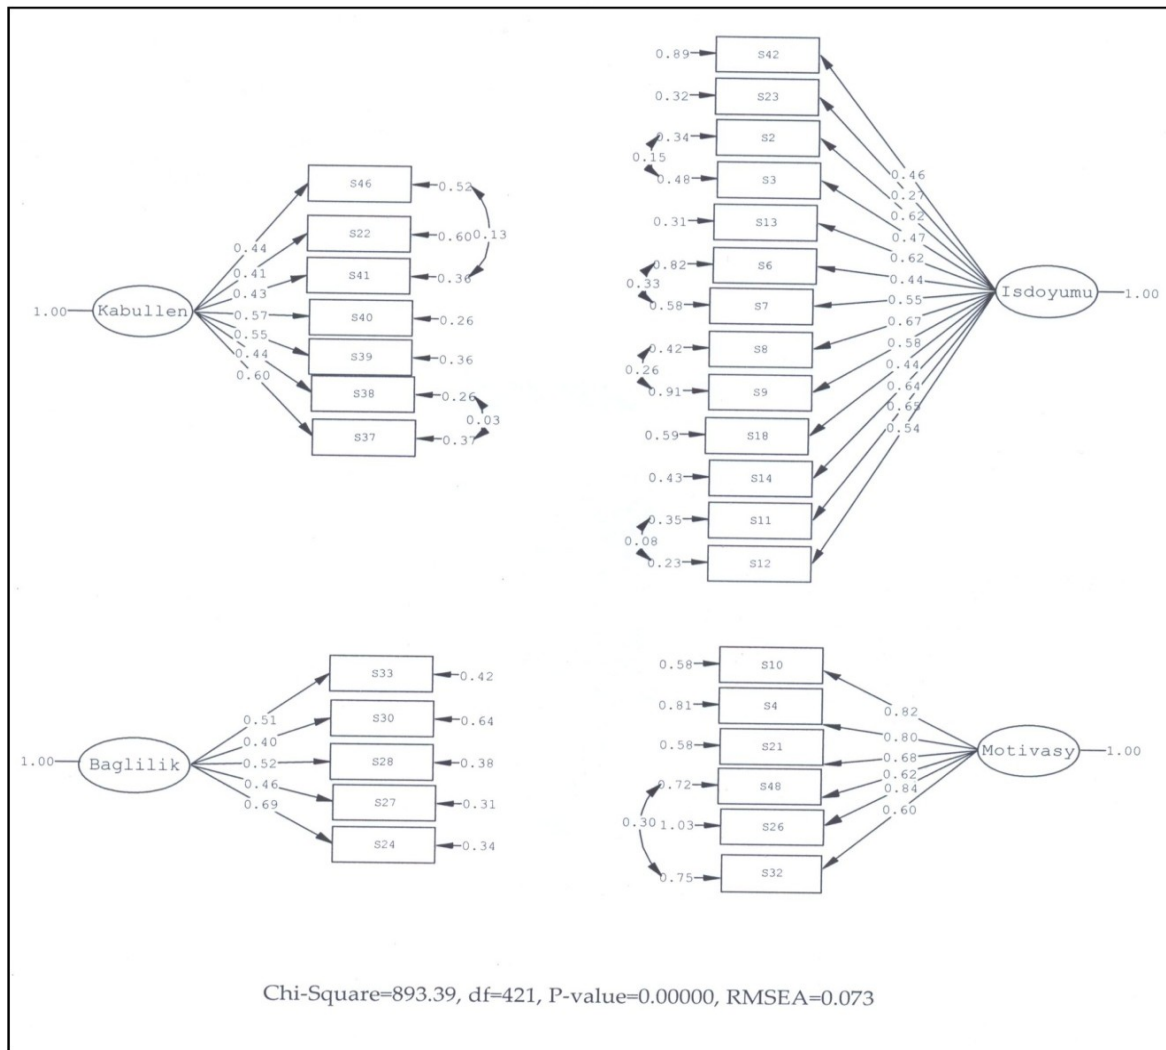 0.89 S42
0.32 S23
0.34 S2
0.15
0.48 S3
0.31 S13
0.82 S6
0.33
0.58 S7
0.42 S8
0.26
0.91 S9
0.59 S18
0.43 S14
0.35 S11
0.08
0.23 S12
0.46
0.27
0.62
0.47
0.62
0.44
0.55
0.67
0.58
0.44
0.64
0.65
0.54
Isdoyumu 1.00
S46 0.52
S22 0.60 0.13
S41 0.36
S40 0.26
S39 0.36
S38 0.26
0.03
S37 0.37
0.44
0.41
0.43
0.57
0.55
0.44
0.60
1.00 Kabullen
S33 0.42
S30 0.64
S28 0.38
S27 0.31
S24 0.34
0.51
0.40
0.52
0.46
0.69
1.00 Baglilik
0.58 S10
0.81 S4
0.58 S21
0.72 S48
0.30 1.03 S26
0.75 S32
0.82
0.80
0.68
0.62
0.84
0.60
Motivasy 1.00
Chi-Square=893.39, df=421, P-value=0.00000, RMSEA=0.073